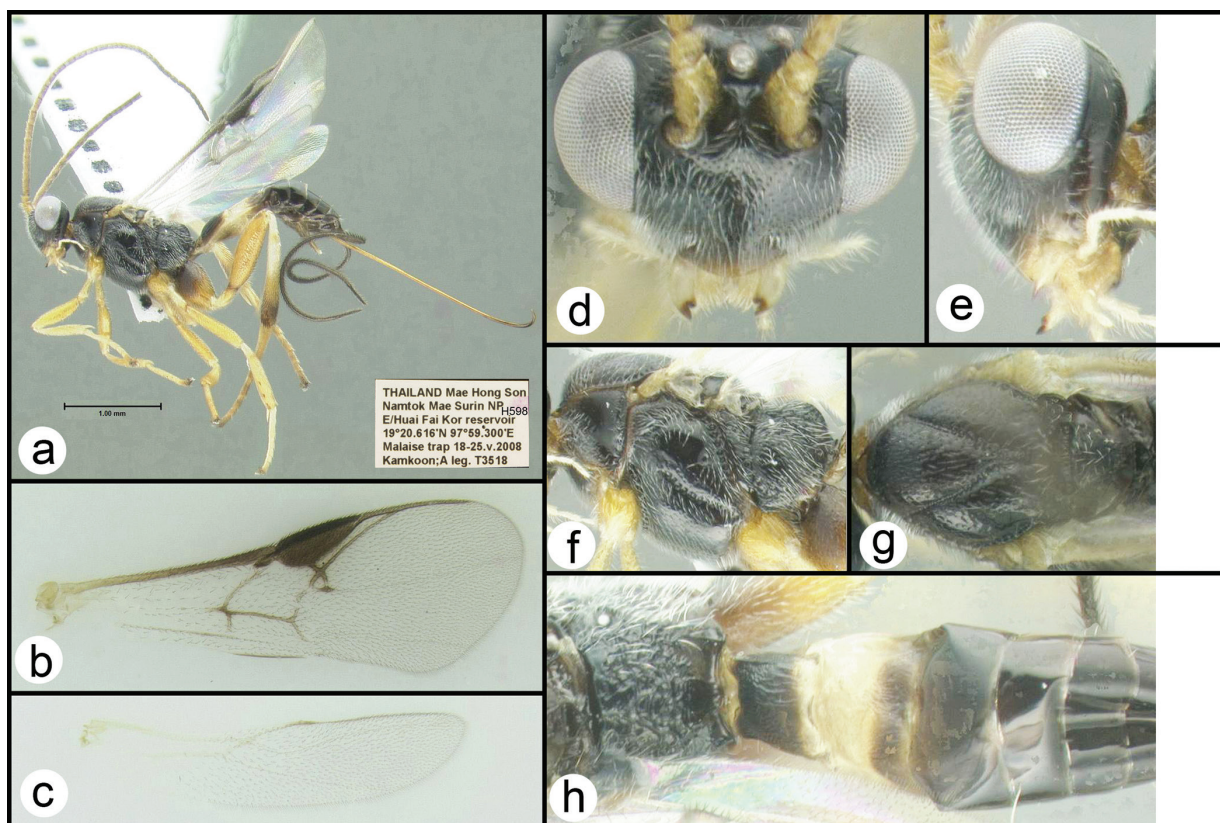 1.00 mm
THAILAND Mae Hong Son
Namtok Mae Surin NP
H598
E/Huai Fai Kor reservoir
19°20.616'N 97°59.300'E
Malaise trap 18-25.v.2008
Kamkoon;A leg. T3518
a
b
c
d
e
f
g
h